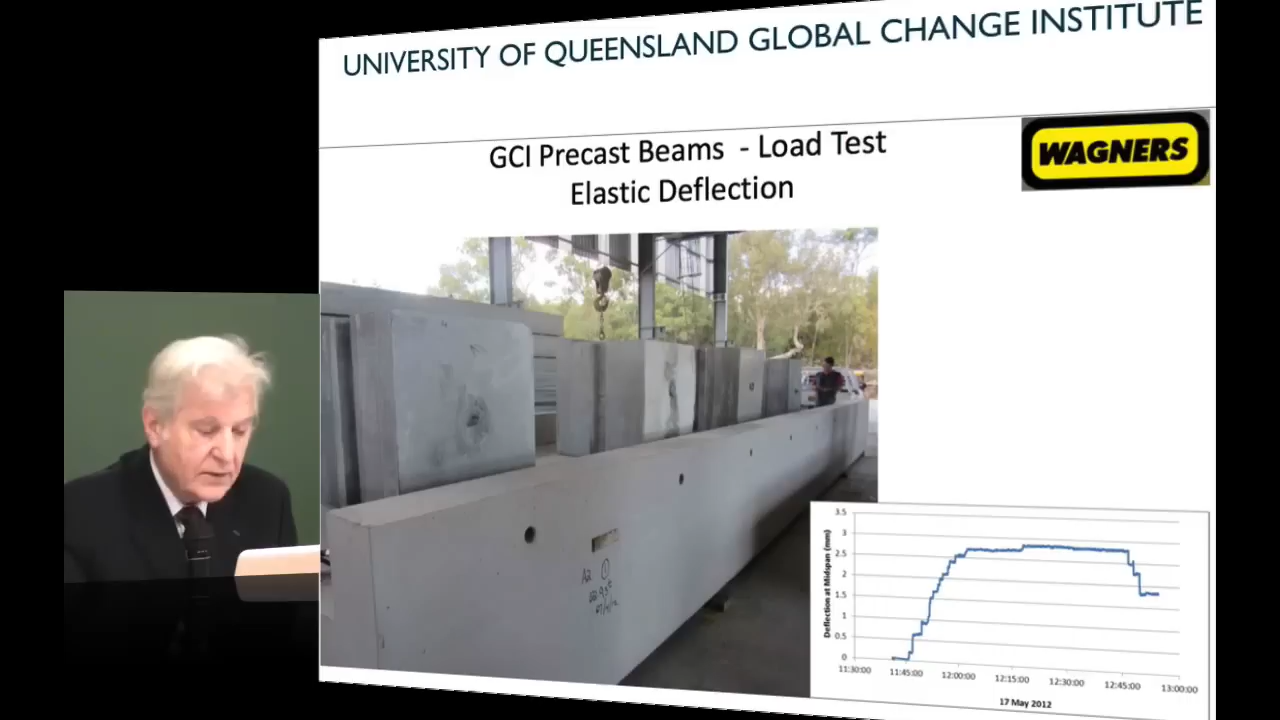 UNIVERSITY OF QUEENSLAND GLOBAL CHANGE INSTITUTE
GCI Precast Beams - Load Test
Elastic Deflection
WAGNERS
A2 1
Deflection at Midspan (mm)
3.5
3
2.5
2
1.5
1
0.5
0
11:30:00 11:45:00 12:00:00 12:15:00 12:30:00 12:45:00 13:00:00
17 May 2012